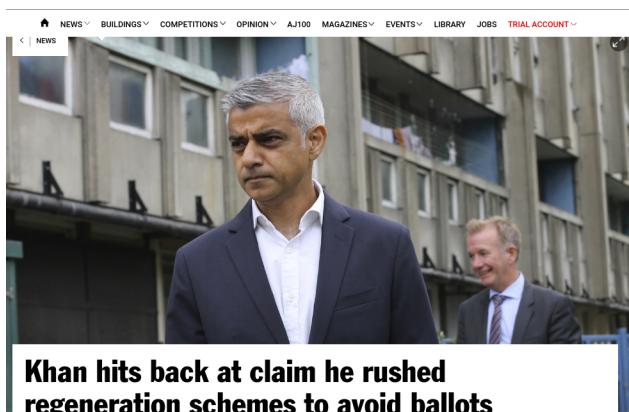 NEWS BUILDINGS COMPETITIONS OPINION AJ100 MAGAZINES EVENTS LIBRARY JOBS TRIAL ACCOUNT
< | NEWS
Khan hits back at claim he rushed
regeneration schemes to avoid ballots